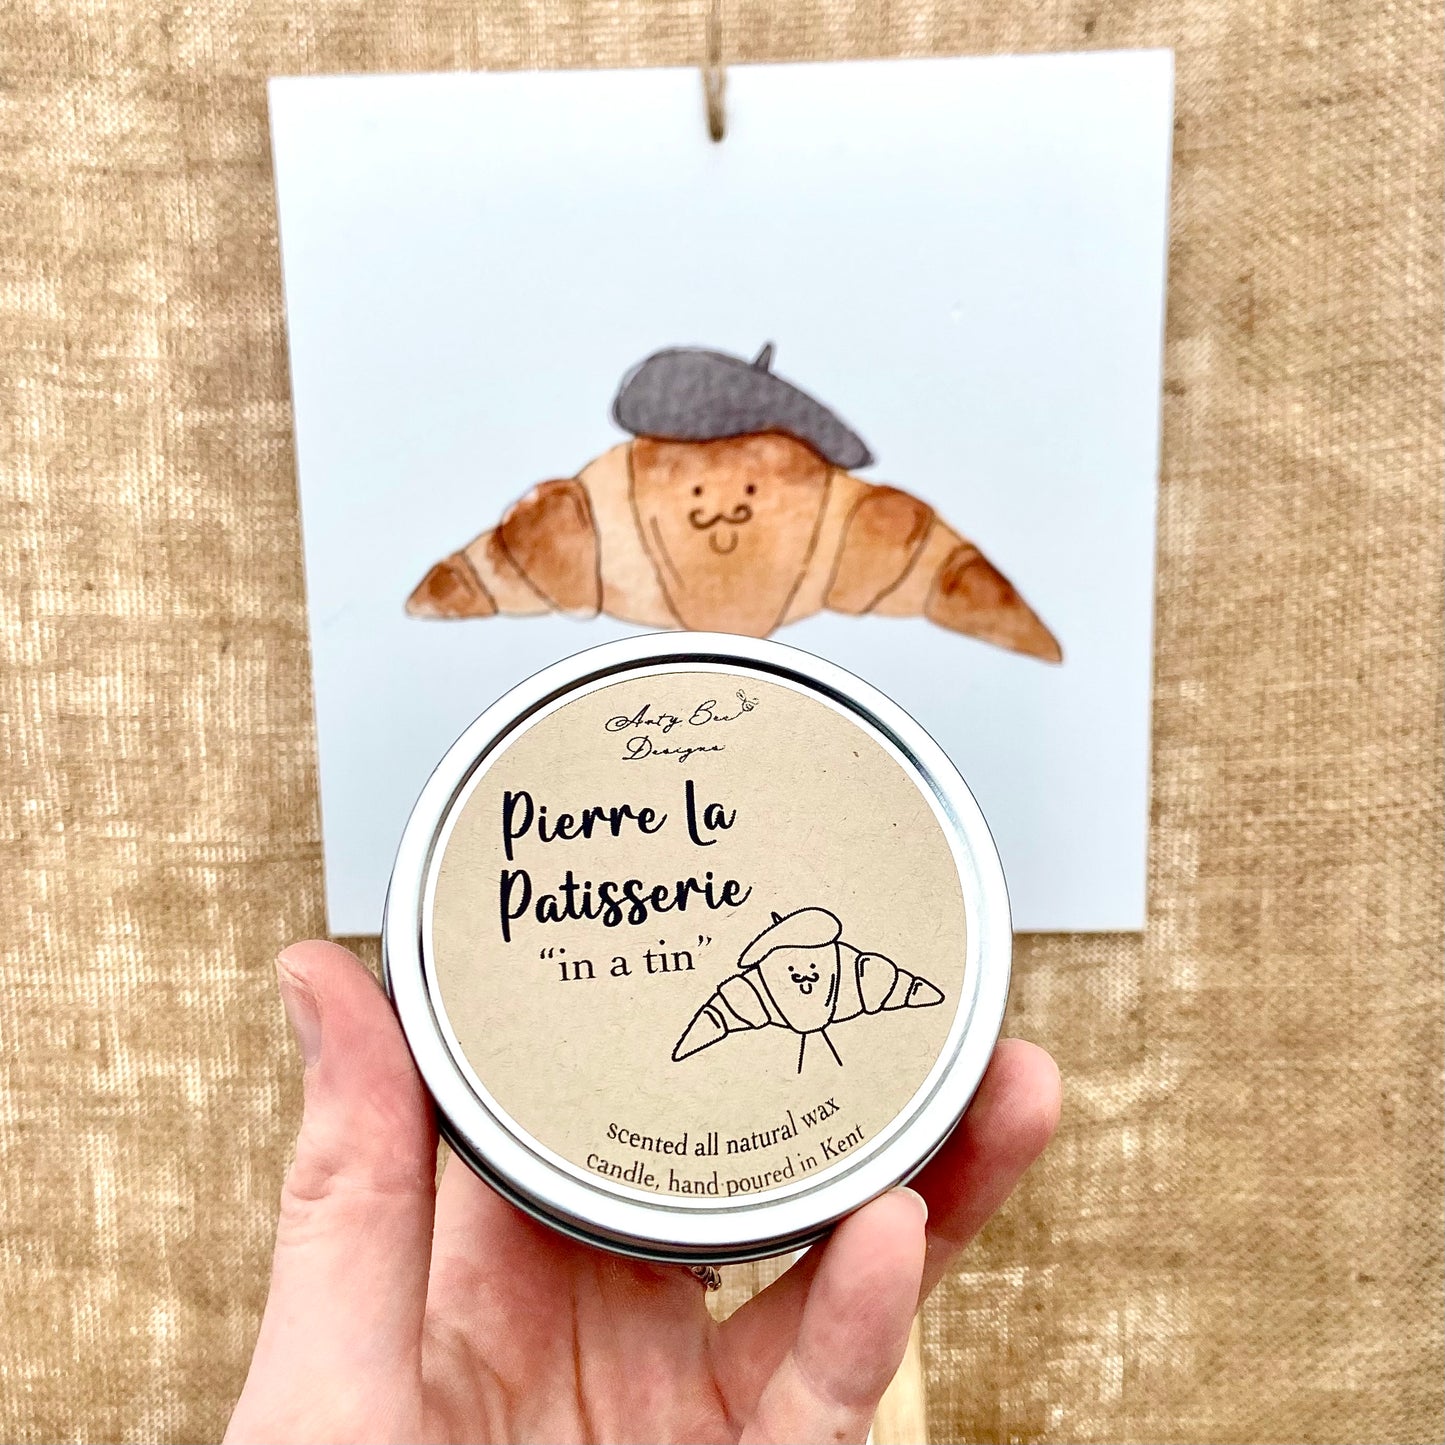 Anty Bee
Designs
Pierre La
Patisserie
“in a tin”
scented all natural wax
candle, hand poured in Kent